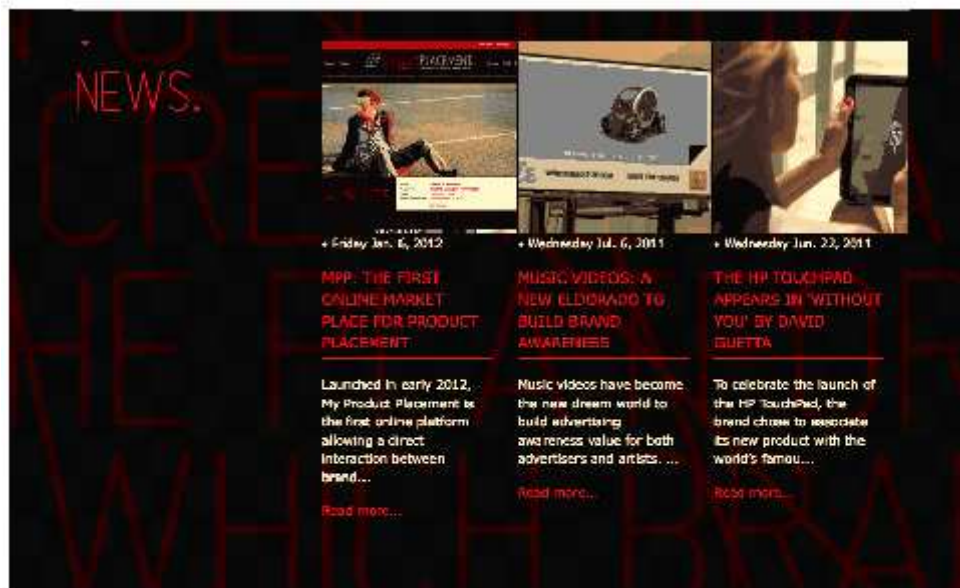 NEWS.
PLACEMENT
+ Friday Jan. 6, 2012
MPP: THE FIRST
ONLINE MARKET
PLACE FOR PRODUCT
PLACEMENT
Launched in early 2012,
My Product Placement is
the first online platform
allowing a direct
interaction between
brand...
Read more...
+ Wednesday Jul. 6, 2011
MUSIC VIDEOS: A
NEW ELDORADO TO
BUILD BRAND
AWARENESS
Music videos have become
the new dream world to
build advertising
awareness value for both
advertisers and artists. ...
Read more...
+ Wednesday Jun. 22, 2011
THE HP TOUCHPAD
APPEARS IN 'WITHOUT
YOU' BY DAVID
GUETTA
To celebrate the launch of
the HP TouchPad, the
brand chose to associate
its new product with the
world's famou...
Read more...
WHICH BRA